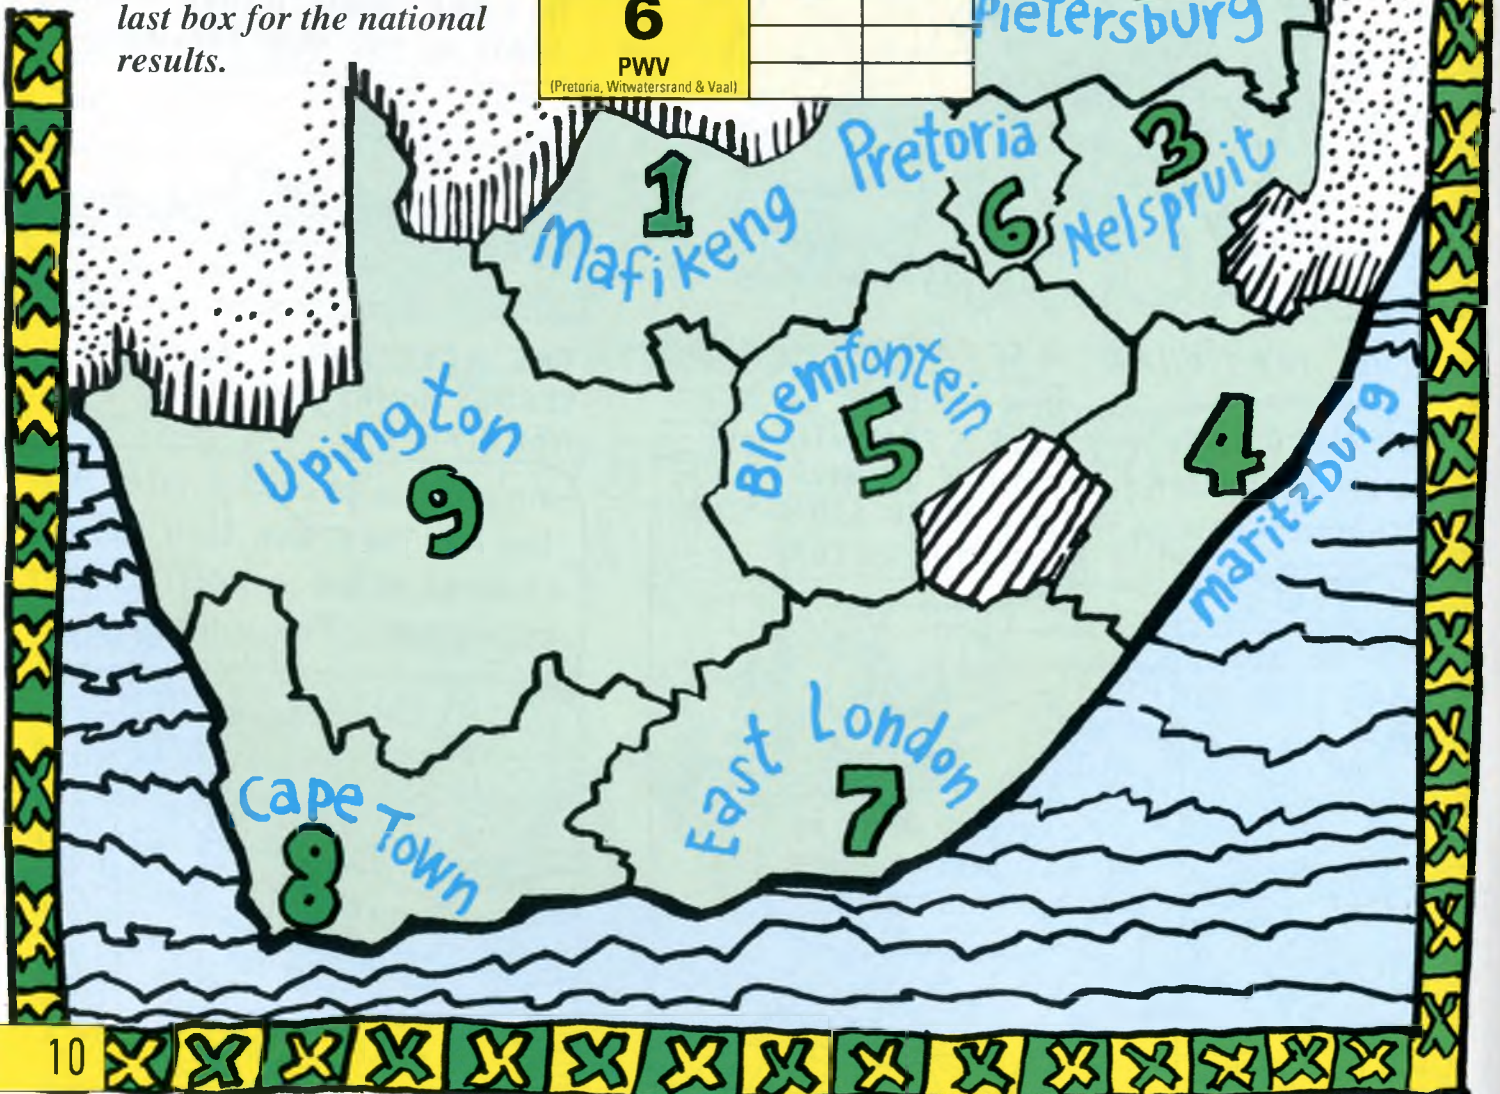 last box for the national
results.
6
PWV
(Pretoria, Witwatersrand & Vaal)
Pietersburg
1
Mafikeng
Pretoria
6
3
Nelspruit
Upington
9
Bloemfontein
5
4
maritzburg
East London
7
Cape Town
8
10